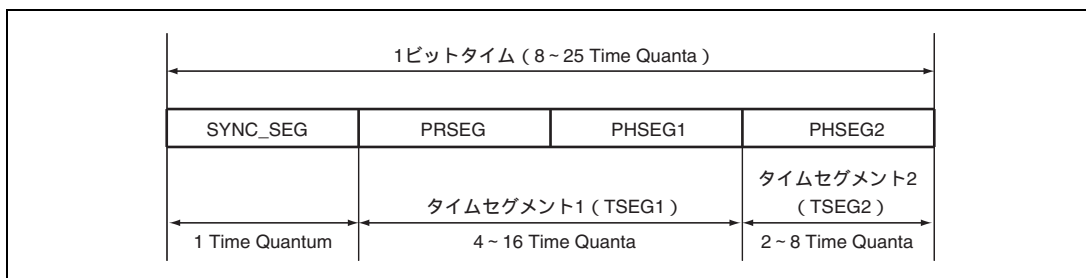 1ビットタイム（8~25 Time Quanta）
SYNC_SEG
PRSEG
PHSEG1
PHSEG2
タイムセグメント1（TSEG1）
タイムセグメント2
（TSEG2）
1 Time Quantum
4~16 Time Quanta
2~8 Time Quanta